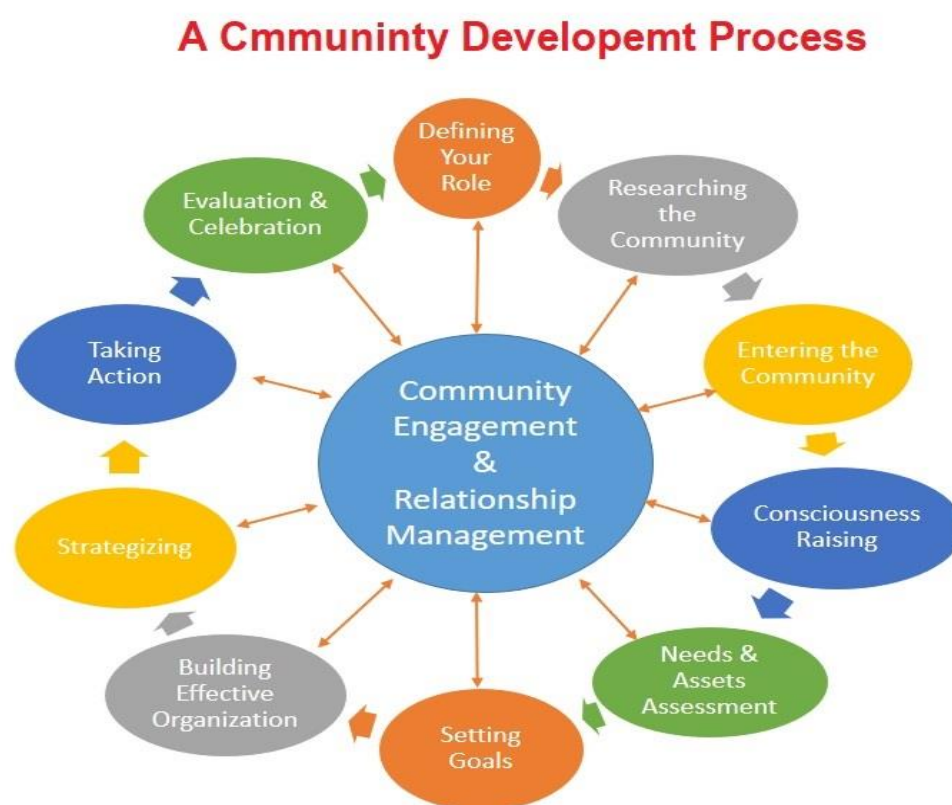 A Cmmuninty Developemt Process
Defining
Your
Role
Researching
the
Community
Entering the
Community
Consciousness
Raising
Needs &
Assets
Assessment
Setting
Goals
Building
Effective
Organization
Strategizing
Taking
Action
Evaluation &
Celebration
Community
Engagement
&
Relationship
Management